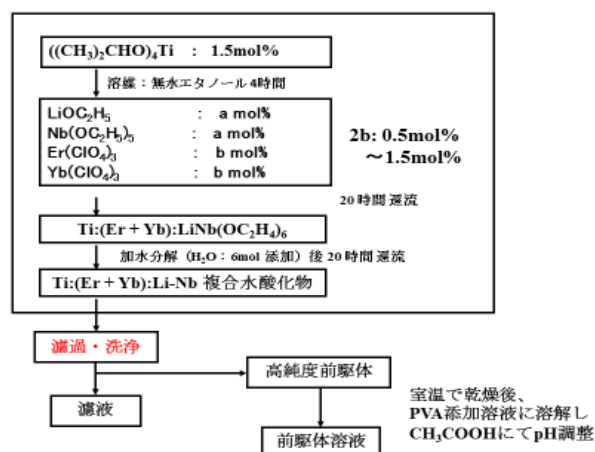 ((CH₃)₂CHO)₄Ti : 1.5mol%
溶媒：無水エタノール 4時間
LiOC₂H₅ : a mol%
Nb(OC₂H₅)₅ : a mol%
Er(ClO₄)₃ : b mol%
Yb(ClO₄)₃ : b mol%
2b: 0.5mol%
～1.5mol%
20時間還流
Ti:(Er + Yb):LiNb(OC₂H₄)₆
加水分解（H₂O：6mol 添加）後 20時間還流
Ti:(Er + Yb):Li-Nb 複合水酸化物
濾過・洗浄
高純度前駆体
濾液
前駆体溶液
室温で乾燥後、
PVA添加溶液に溶解し
CH₃COOHにてpH調整